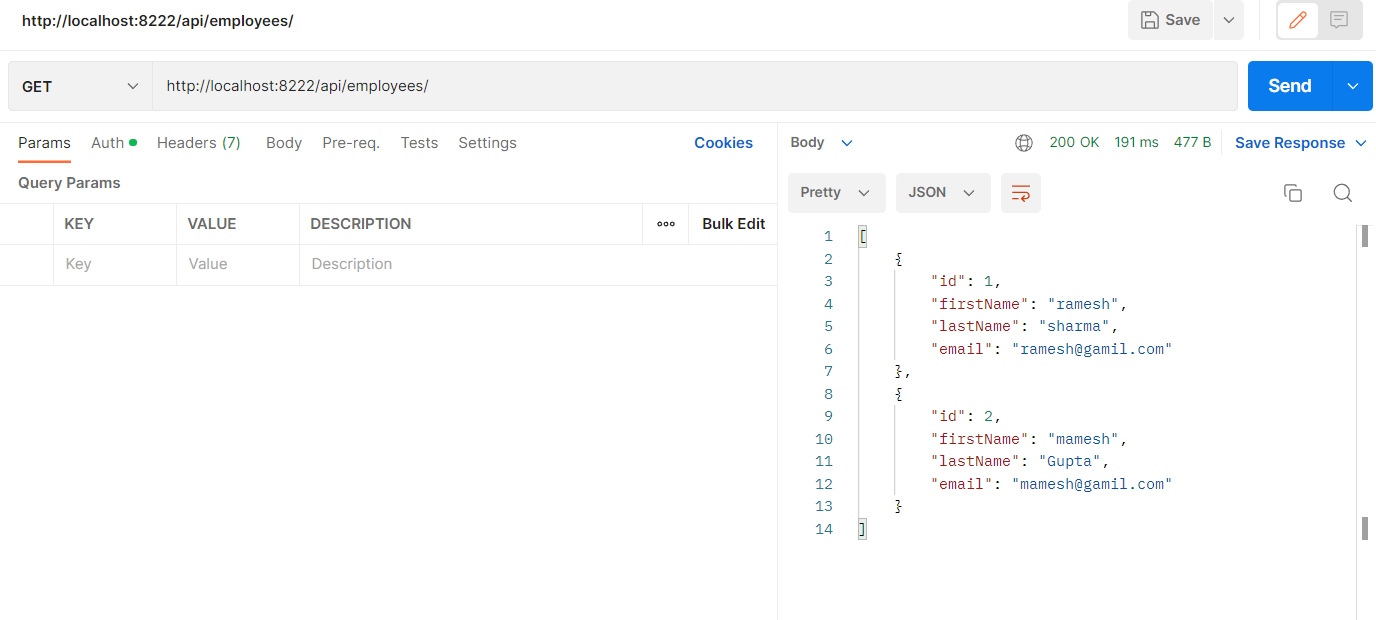 http://localhost:8222/api/employees/
Save
GET http://localhost:8222/api/employees/ Send
Params Auth Headers (7) Body Pre-req. Tests Settings Cookies
Query Params
KEY VALUE DESCRIPTION ooo Bulk Edit
Key Value Description
Body 200 OK 191 ms 477 B Save Response
Pretty JSON
1 [
2 {
3 "id": 1,
4 "firstName": "ramesh",
5 "lastName": "sharma",
6 "email": "ramesh@gamil.com"
7 },
8 {
9 "id": 2,
10 "firstName": "mamesh",
11 "lastName": "Gupta",
12 "email": "mamesh@gamil.com"
13 }
14 ]